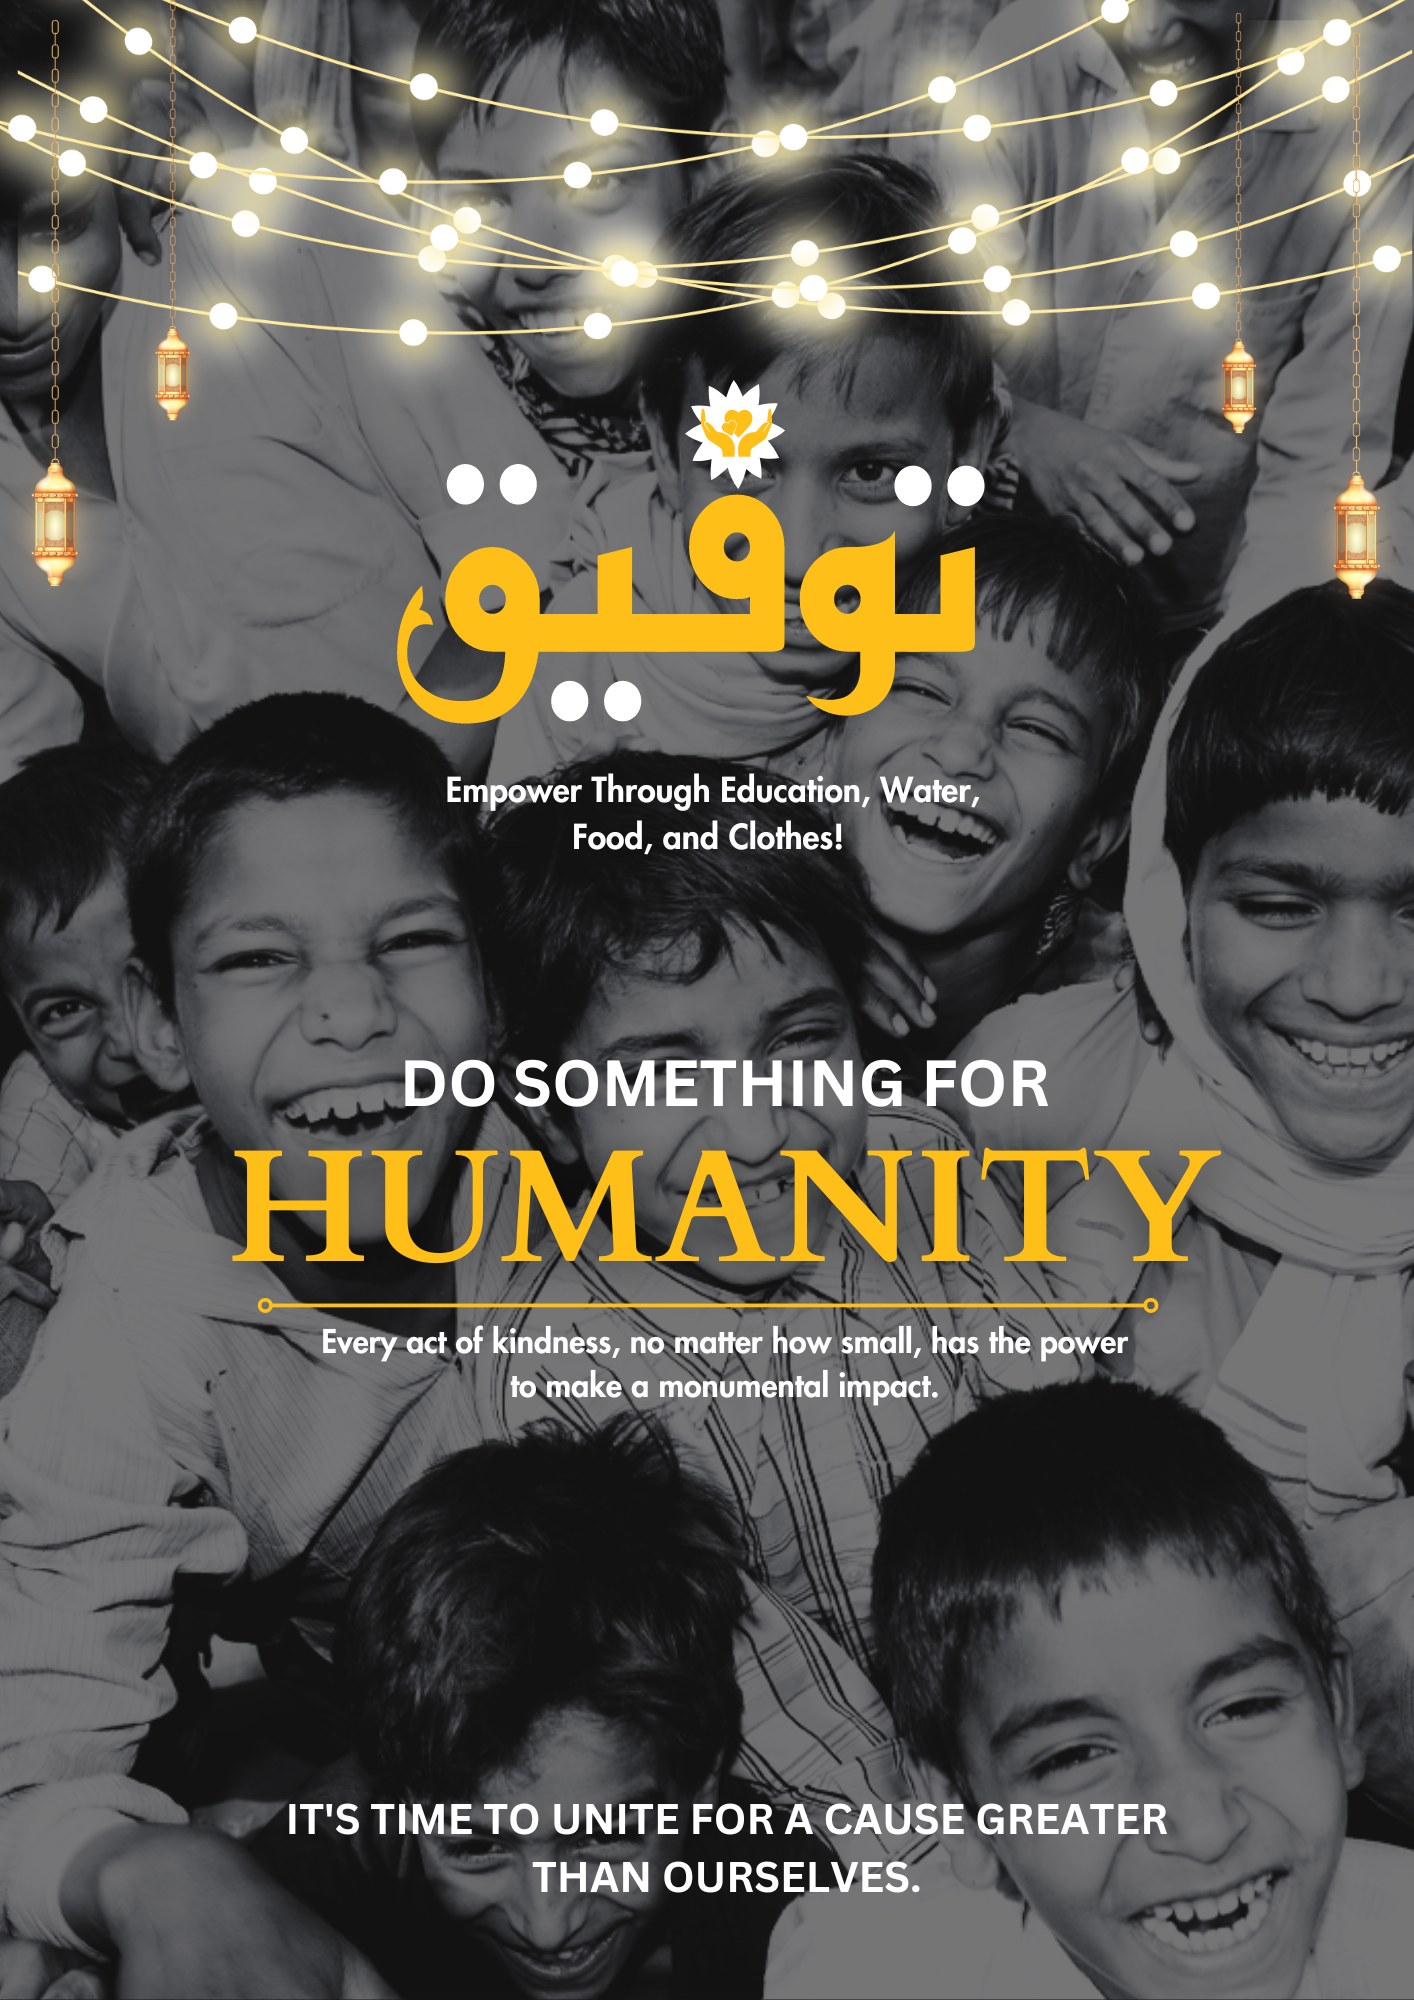 توفيق
Empower Through Education, Water,
Food, and Clothes!
DO SOMETHING FOR
HUMANITY
Every act of kindness, no matter how small, has the power
to make a monumental impact.
IT'S TIME TO UNITE FOR A CAUSE GREATER
THAN OURSELVES.